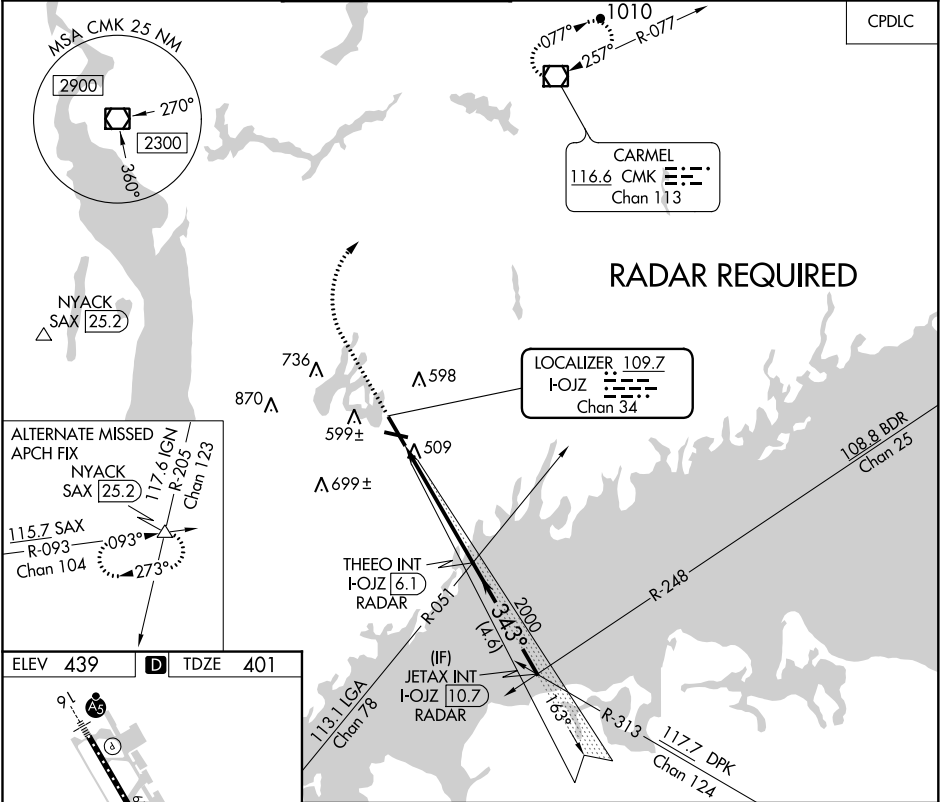 MSA CMK 25 NM
2900
270°
2300
360°
1010
077°
257°
R-077
CPDLC
CARMEL
116.6 CMK
Chan 113
RADAR REQUIRED
NYACK
SAX 25.2
736
598
870
599±
509
699±
LOCALIZER 109.7
I-OJZ
Chan 34
108.8 BDR
Chan 25
R-248
ALTERNATE MISSED
APCH FIX
NYACK
SAX 25.2
117.6 IGN
R-205
Chan 123
115.7 SAX
R-093
Chan 104
093°
273°
THEEO INT
I-OJZ 6.1
RADAR
R-051
113.1 LGA
Chan 78
2000
343°
(4.6)
(IF)
JETAX INT
I-OJZ 10.7
RADAR
163°
R-313
117.7 DPK
Chan 124
ELEV 439
D
TDZE 401
16
A5